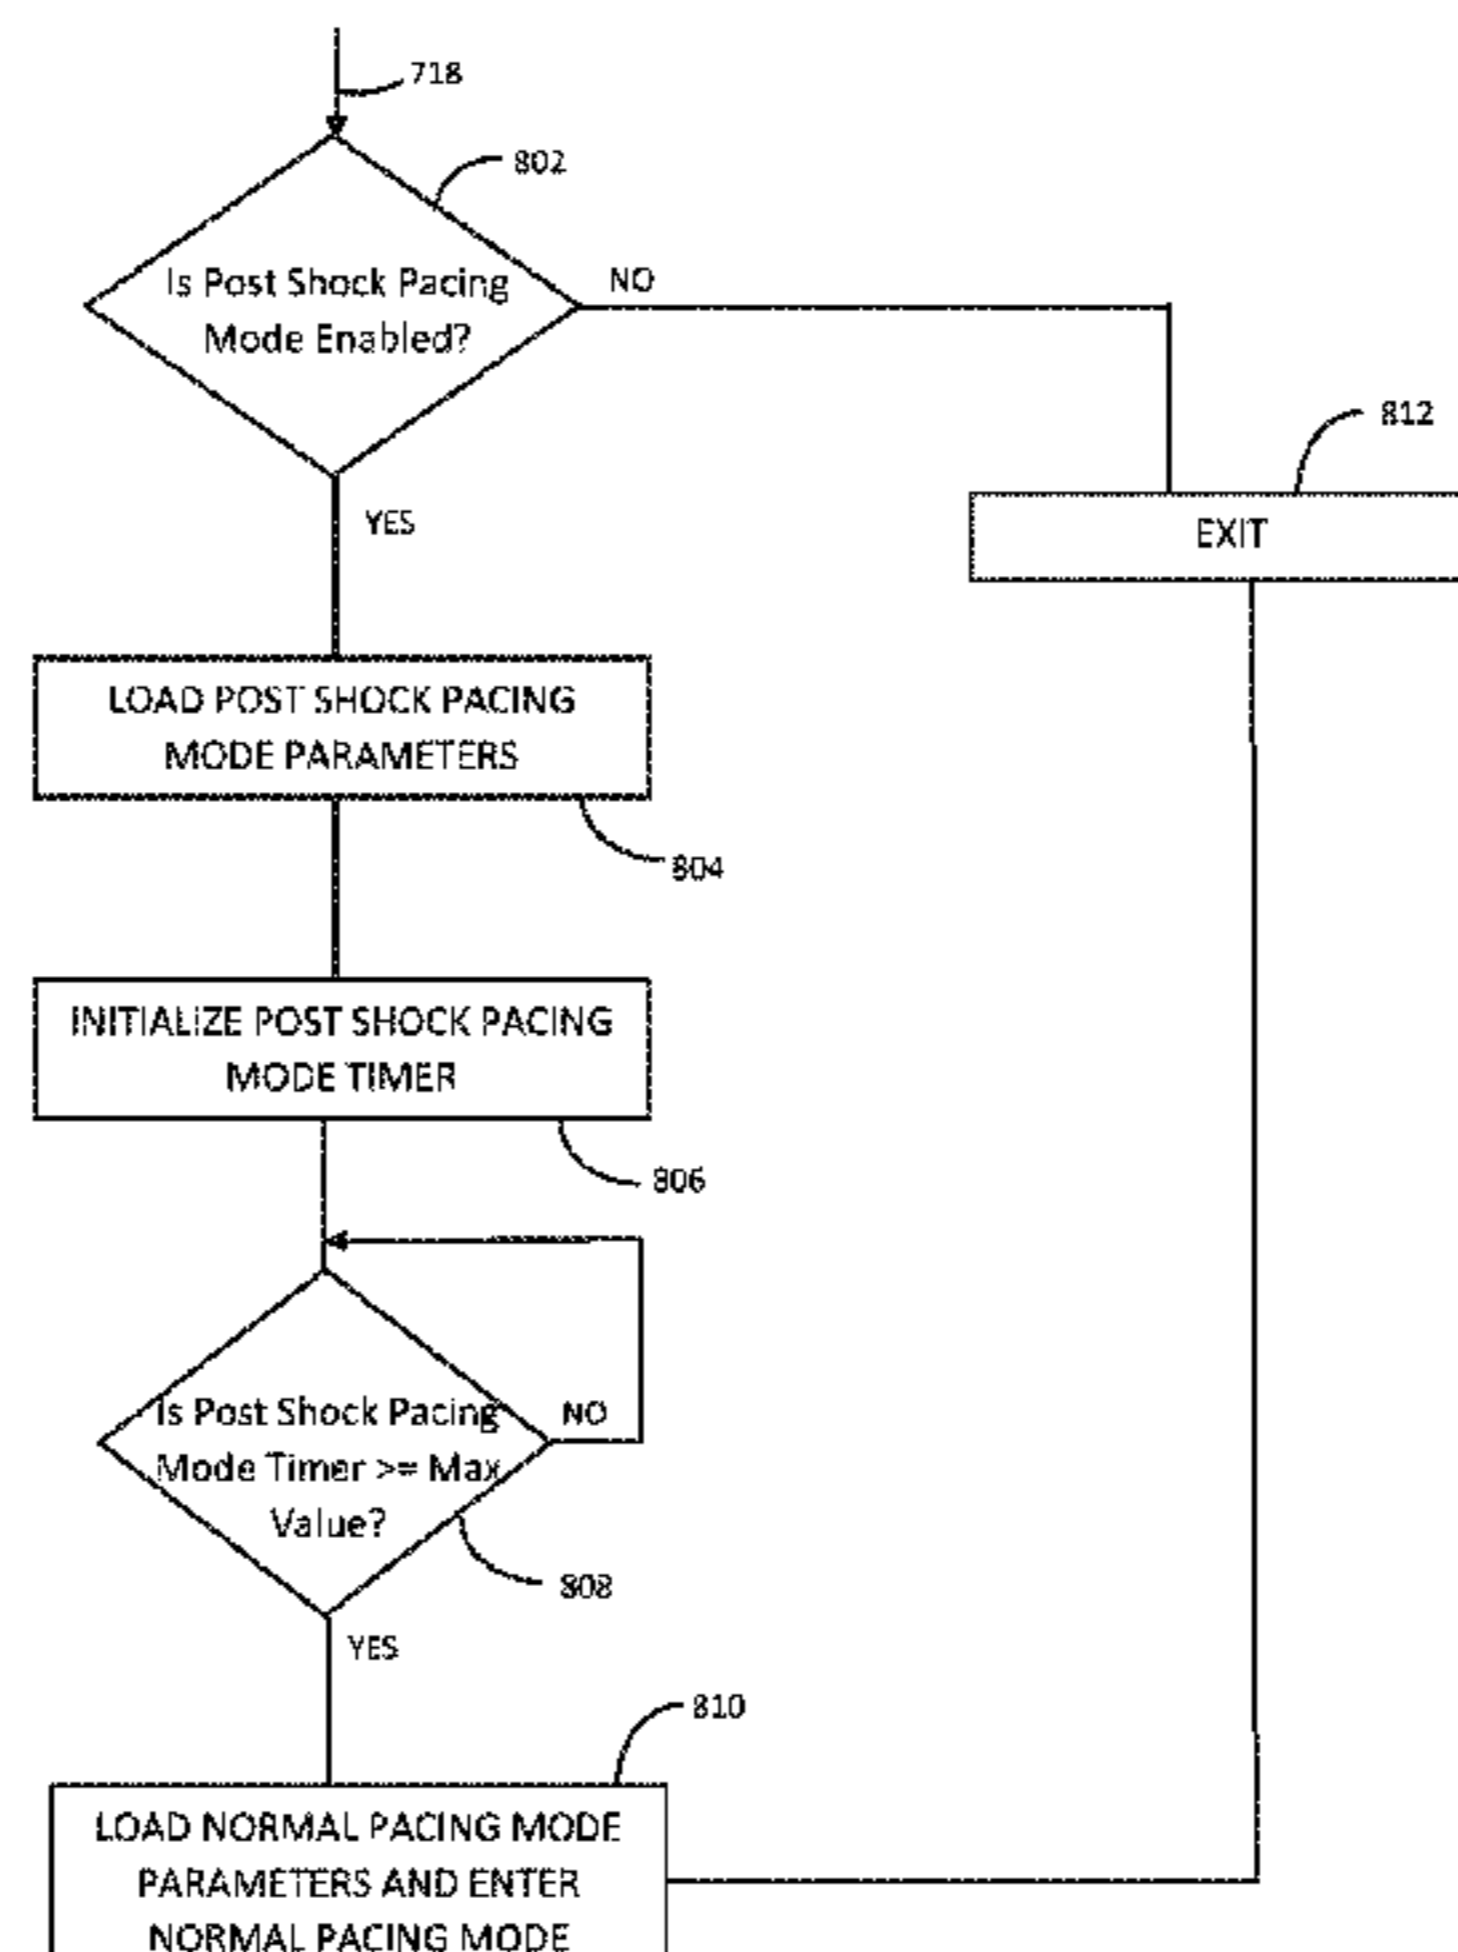 718
802
Is Post Shock Pacing
Mode Enabled?
NO
812
EXIT
YES
LOAD POST SHOCK PACING
MODE PARAMETERS
804
INITIALIZE POST SHOCK PACING
MODE TIMER
806
Is Post Shock Pacing
Mode Timer >= Max
Value?
NO
808
YES
810
LOAD NORMAL PACING MODE
PARAMETERS AND ENTER
NORMAL PACING MODE